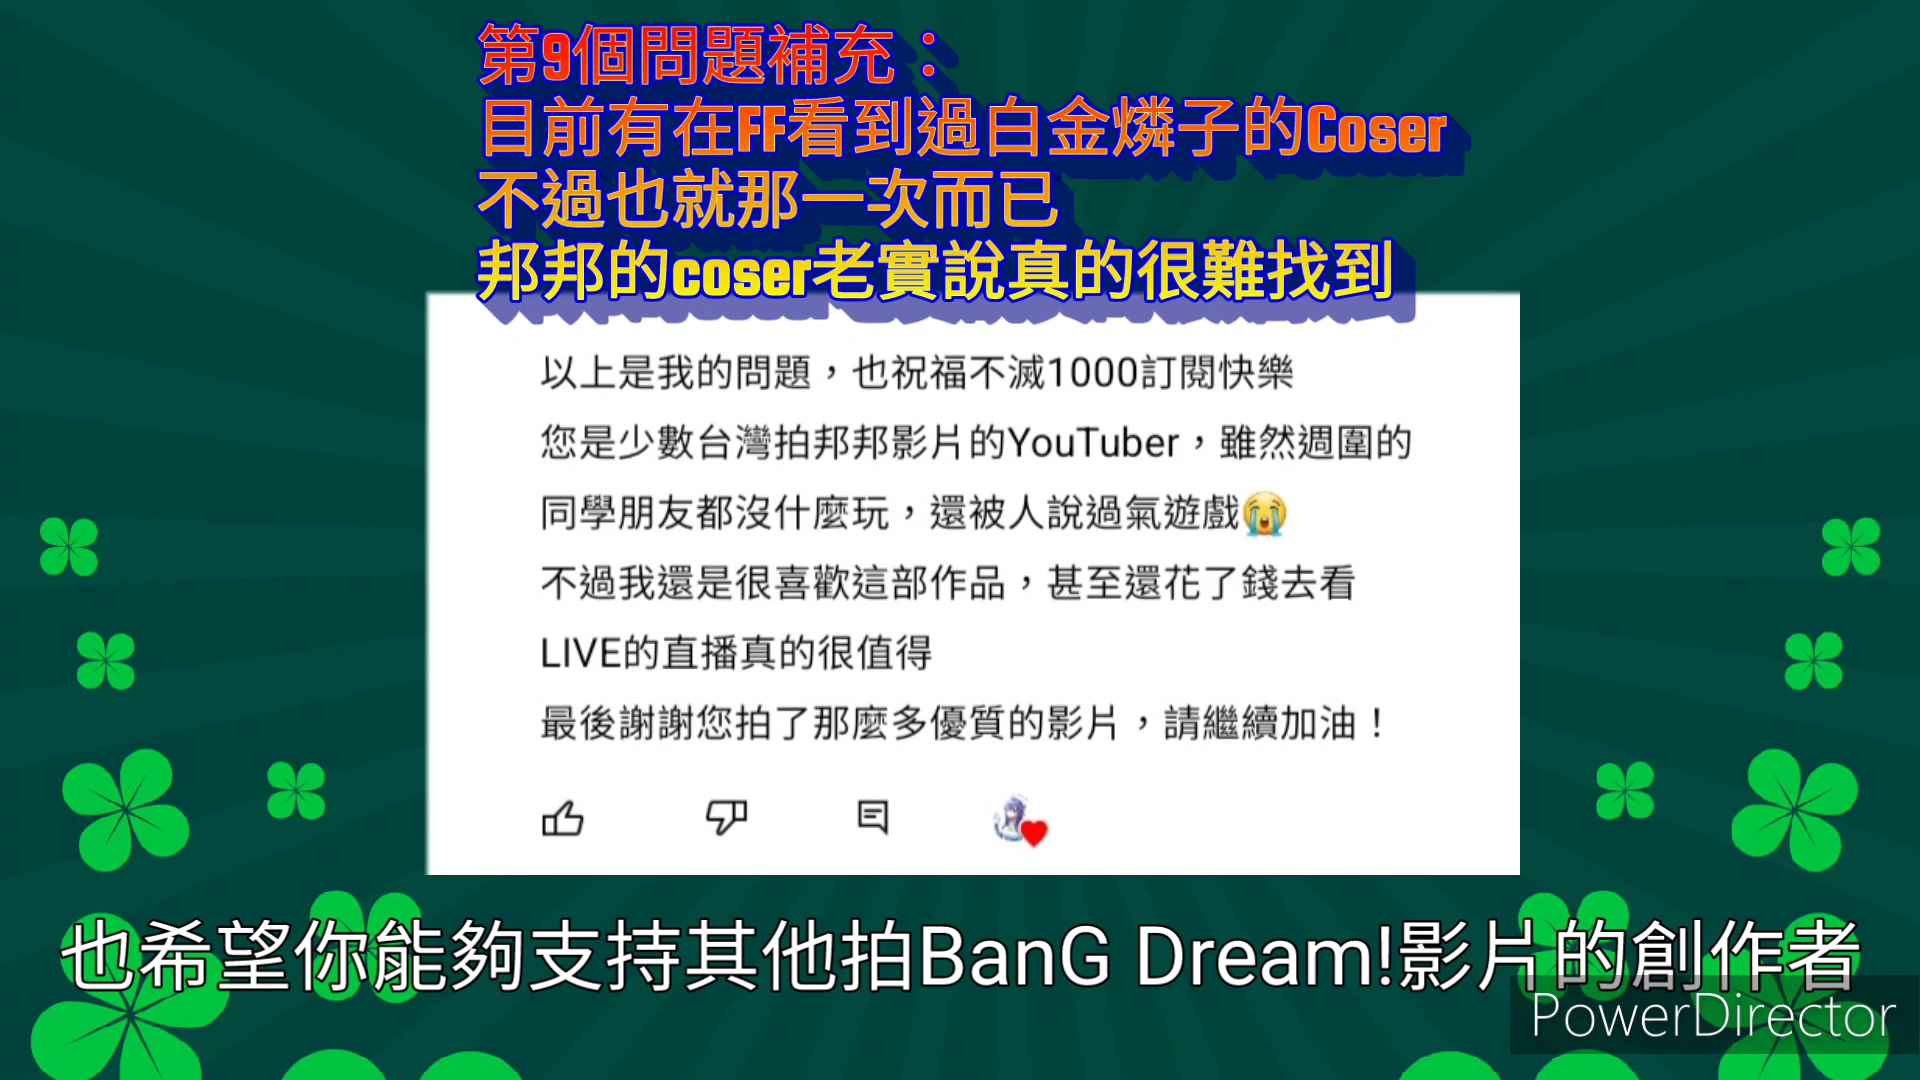 第9個問題補充：
目前有在FF看到過白金燐子的Coser
不過也就那一次而已
邦邦的coser老實說真的很難找到
以上是我的問題，也祝福不滅1000訂閱快樂
您是少數台灣拍邦邦影片的YouTuber，雖然週圍的
同學朋友都沒什麼玩，還被人說過氣遊戲😭
不過我還是很喜歡這部作品，甚至還花了錢去看
LIVE的直播真的很值得
最後謝謝您拍了那麼多優質的影片，請繼續加油！
也希望你能夠支持其他拍BanG Dream!影片的創作者
PowerDirector